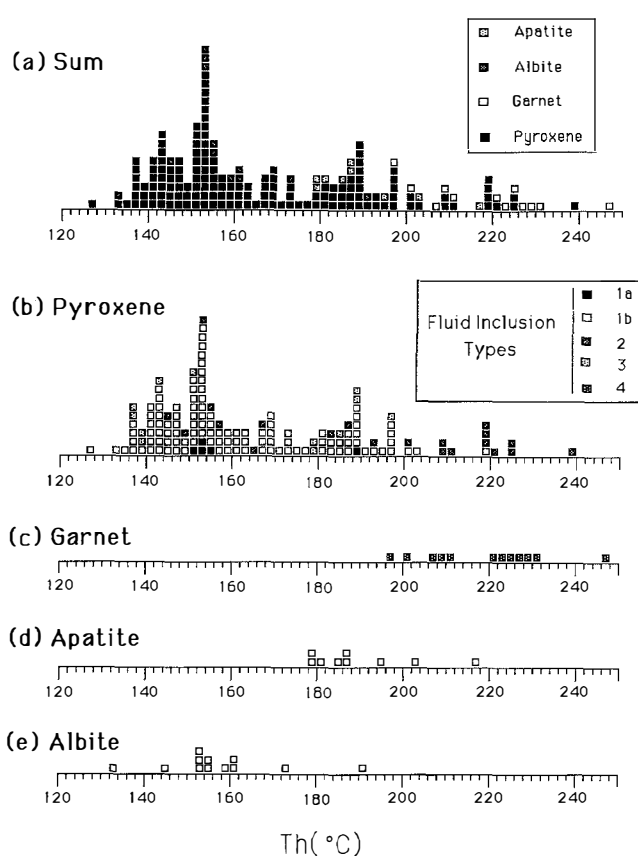 (a) Sum
Apatite
Albite
Garnet
Pyroxene
120 140 160 180 200 220 240
(b) Pyroxene
Fluid Inclusion
Types
1a
1b
2
3
4
120 140 160 180 200 220 240
(c) Garnet
120 140 160 180 200 220 240
(d) Apatite
120 140 160 180 200 220 240
(e) Albite
120 140 160 180 200 220 240
Th(°C)